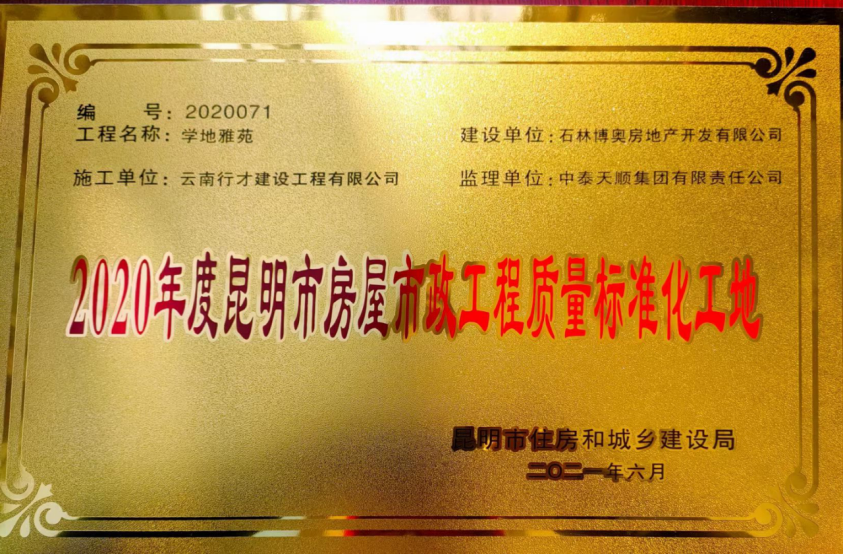 编　号：2020071
工程名称：学地雅苑　建设单位：石林博奥房地产开发有限公司
施工单位：云南行才建设工程有限公司　监理单位：中泰天顺集团有限责任公司
2020年度昆明市房屋市政工程质量标准化工地
昆明市住房和城乡建设局
二〇二一年六月